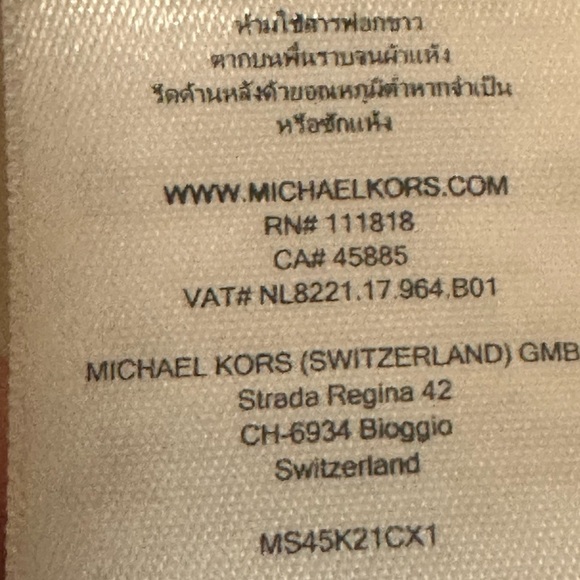 ห้ามใช้สารฟอกขาว
ตากบนพื้นราบจนผ้าแห้ง
รีดด้านหลังด้วยอุณหภูมิต่ำหากจำเป็น
หรือซักแห้ง
WWW.MICHAELKORS.COM
RN# 111818
CA# 45885
VAT# NL8221.17.964.B01
MICHAEL KORS (SWITZERLAND) GMB
Strada Regina 42
CH-6934 Bioggio
Switzerland
MS45K21CX1